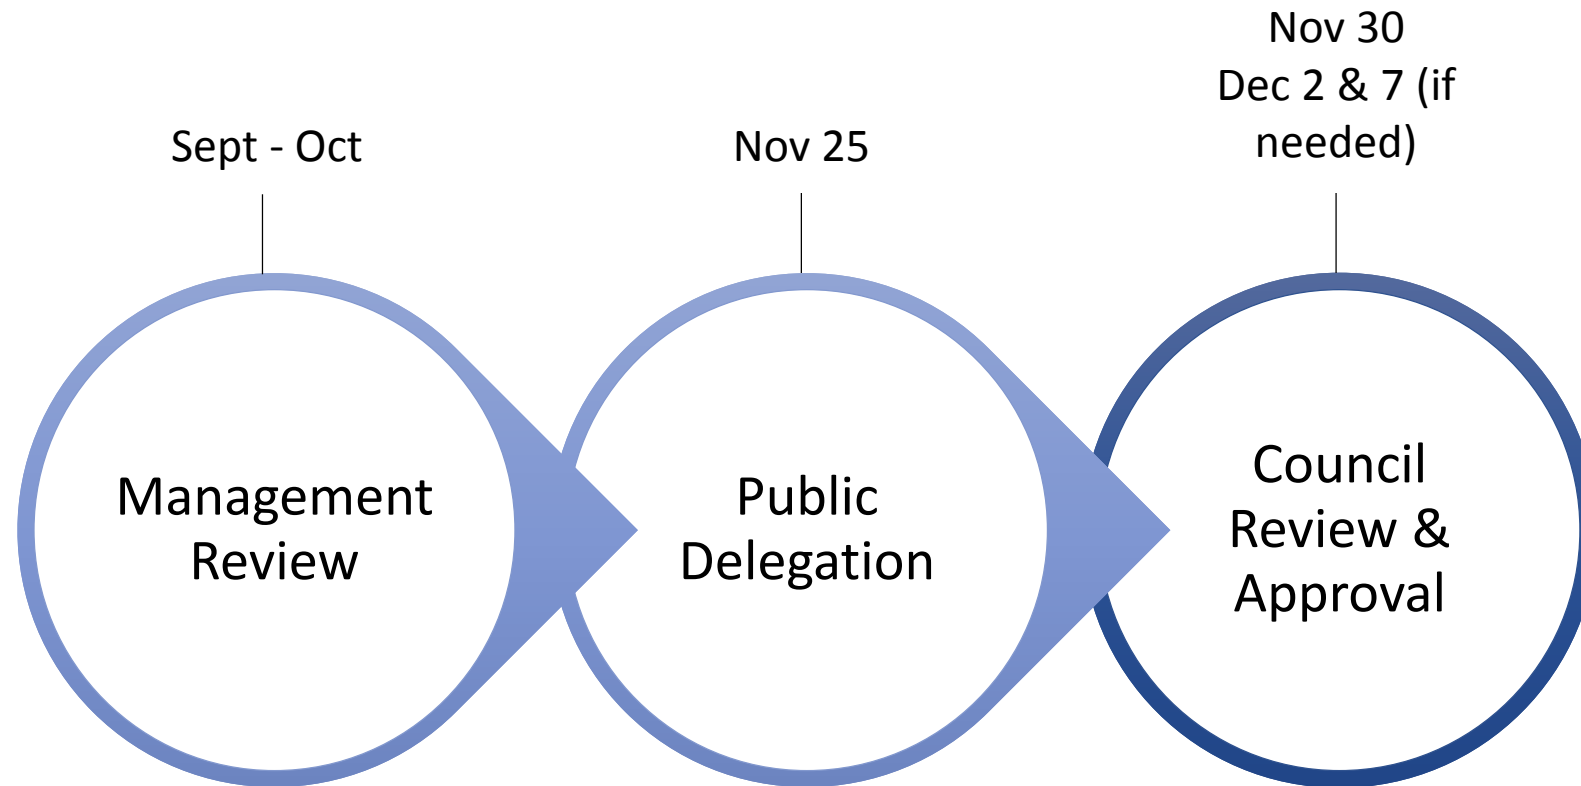 Sept - Oct
Nov 25
Nov 30
Dec 2 & 7 (if
needed)
Management
Review
Public
Delegation
Council
Review &
Approval